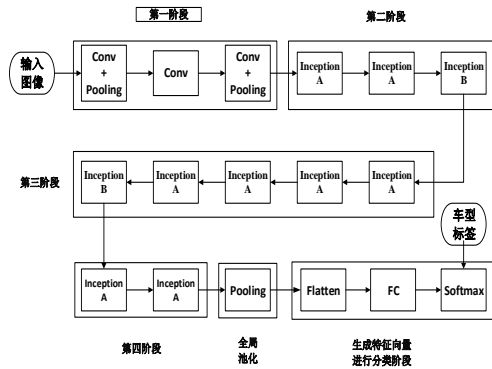 第一阶段
第二阶段
输入
图像
Conv
+
Pooling
Conv
Conv
+
Pooling
Inception
A
Inception
A
Inception
B
第三阶段
Inception
B
Inception
A
Inception
A
Inception
A
Inception
A
车型
标签
Inception
A
Inception
A
Pooling
Flatten
FC
Softmax
第四阶段
全局
池化
生成特征向量
进行分类阶段